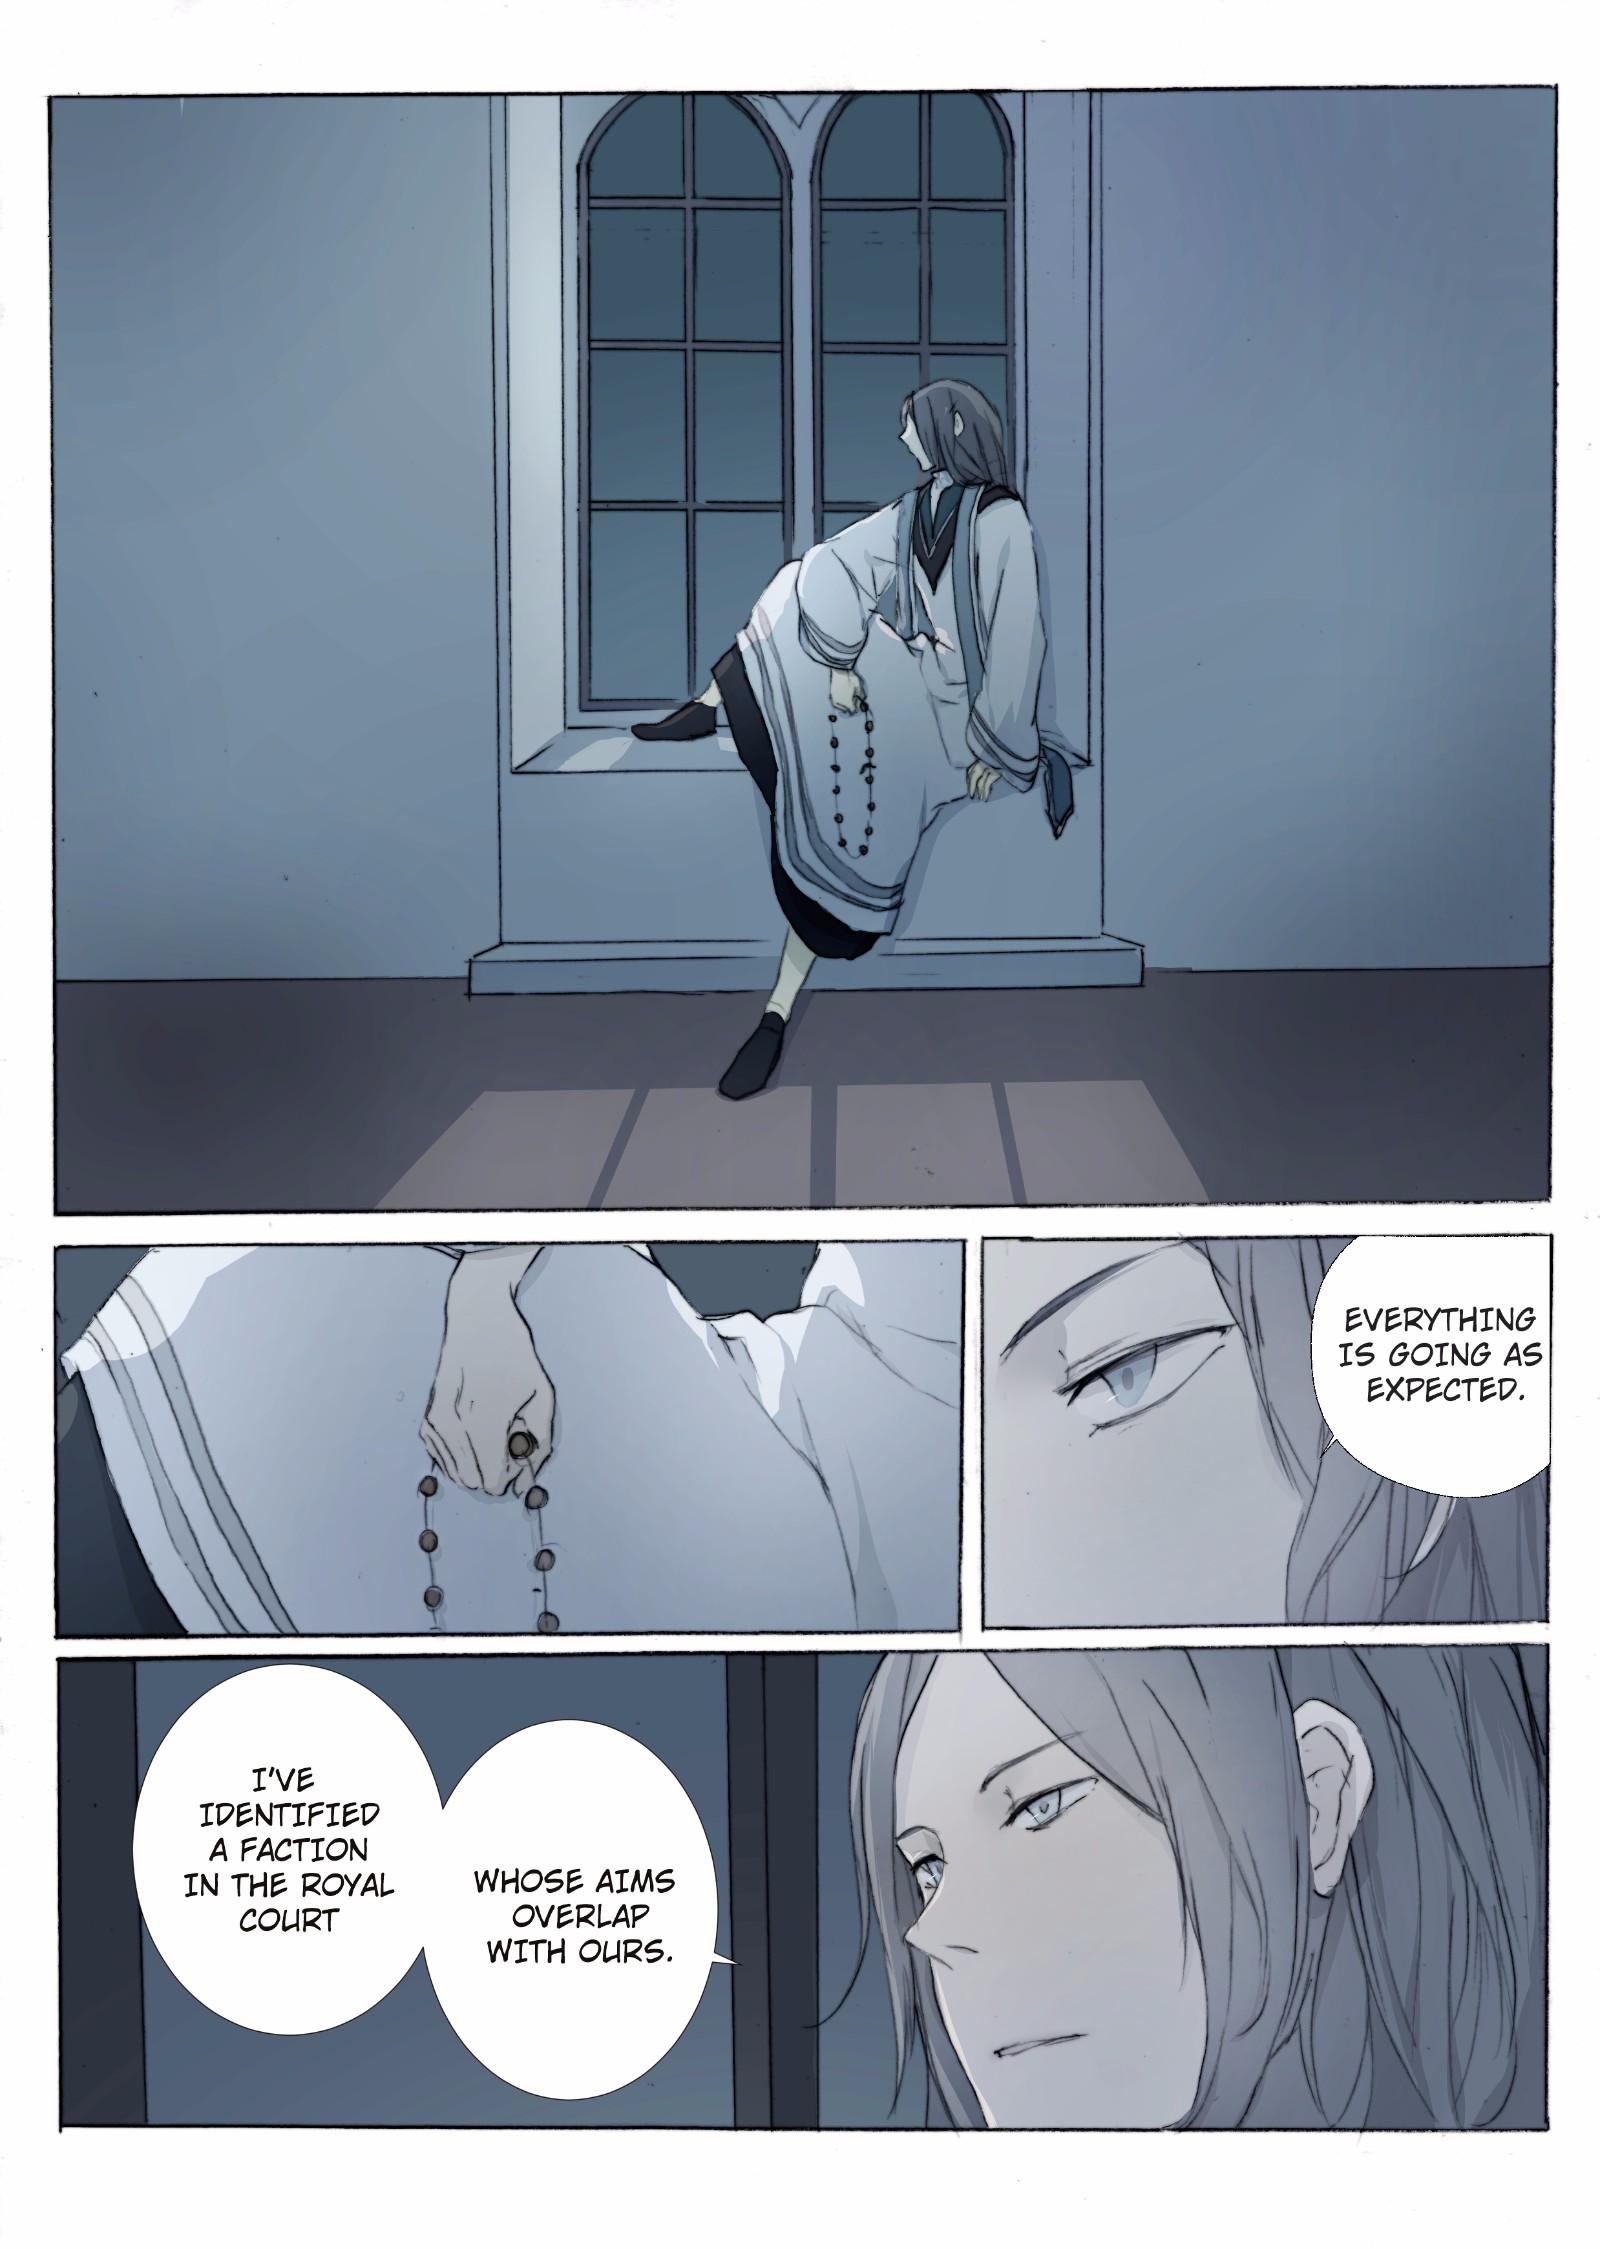 EVERYTHING
IS GOING AS
EXPECTED.
I'VE
IDENTIFIED
A FACTION
IN THE ROYAL
COURT
WHOSE AIMS
OVERLAP
WITH OURS.